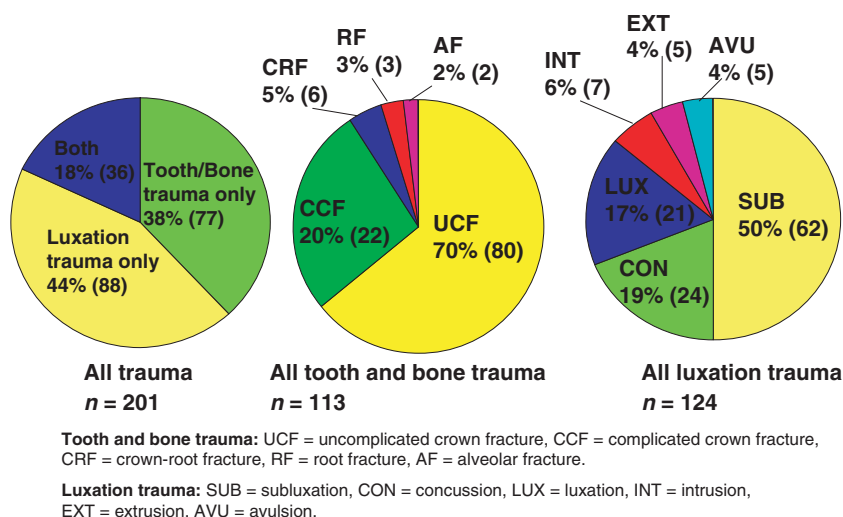 Both
18% (36)
Tooth/Bone
trauma only
38% (77)
Luxation
trauma only
44% (88)
All trauma
n = 201
CRF
5% (6)
RF
3% (3)
AF
2% (2)
CCF
20% (22)
UCF
70% (80)
All tooth and bone trauma
n = 113
INT
6% (7)
EXT
4% (5)
AVU
4% (5)
LUX
17% (21)
SUB
50% (62)
CON
19% (24)
All luxation trauma
n = 124
Tooth and bone trauma: UCF = uncomplicated crown fracture, CCF = complicated crown fracture,
CRF = crown-root fracture, RF = root fracture, AF = alveolar fracture.
Luxation trauma: SUB = subluxation, CON = concussion, LUX = luxation, INT = intrusion,
EXT = extrusion, AVU = avulsion.